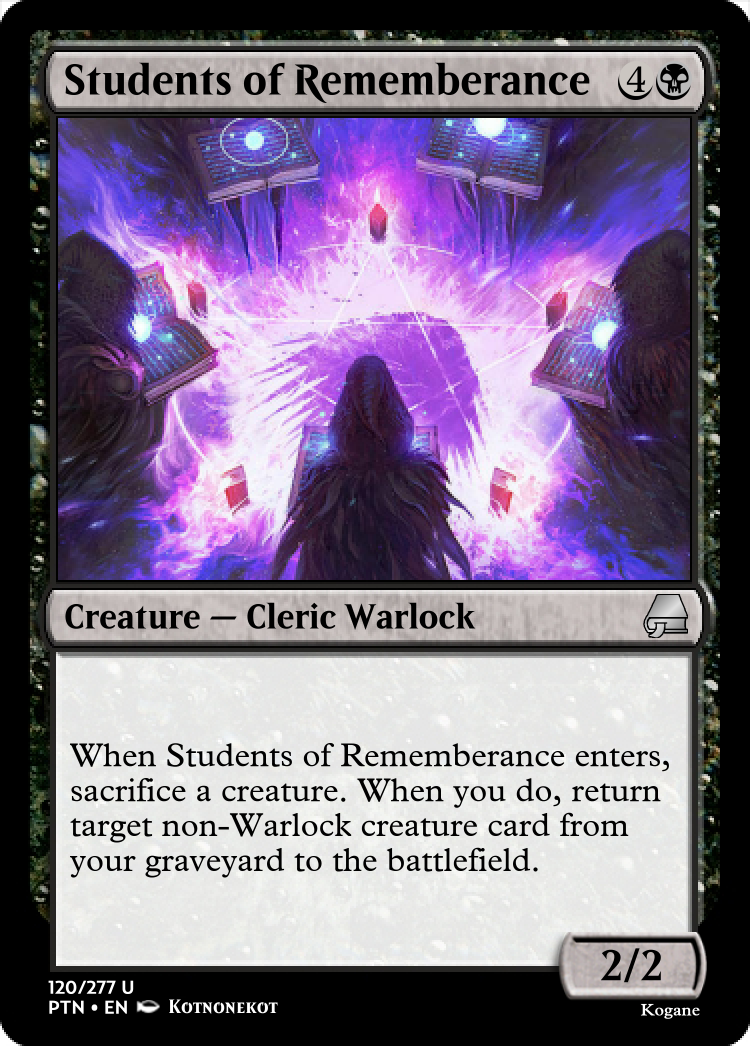 Students of Rememberance 4
Creature — Cleric Warlock
When Students of Rememberance enters,
sacrifice a creature. When you do, return
target non-Warlock creature card from
your graveyard to the battlefield.
2/2
120/277 U
PTN • EN Kotnonekot
Kogane